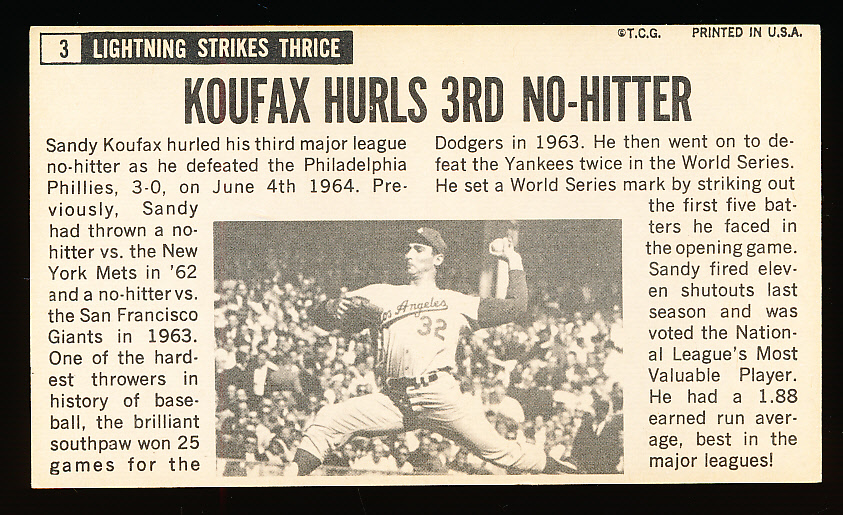 3 LIGHTNING STRIKES THRICE
©T.C.G. PRINTED IN U.S.A.
KOUFAX HURLS 3RD NO-HITTER
Sandy Koufax hurled his third major league
no-hitter as he defeated the Philadelphia
Phillies, 3-0, on June 4th 1964. Pre-
viously, Sandy
had thrown a no-
hitter vs. the New
York Mets in '62
and a no-hitter vs.
the San Francisco
Giants in 1963.
One of the hard-
est throwers in
history of base-
ball, the brilliant
southpaw won 25
games for the
Dodgers in 1963. He then went on to de-
feat the Yankees twice in the World Series.
He set a World Series mark by striking out
the first five bat-
ters he faced in
the opening game.
Sandy fired elev-
en shutouts last
season and was
voted the Nation-
al League's Most
Valuable Player.
He had a 1.88
earned run aver-
age, best in the
major leagues!
Los Angeles
32